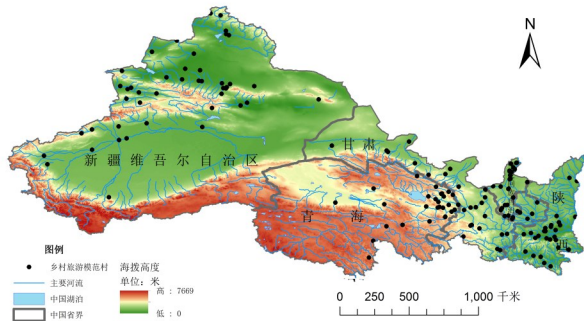 N
甘 肃
新 疆 维 吾 尔 自 治 区
陕
青 海
西
图例
乡村旅游模范村
主要河流
中国湖泊
中国省界
海拨高度
单位：米
高 : 7669
低 : 0
0 250 500 1,000 千米